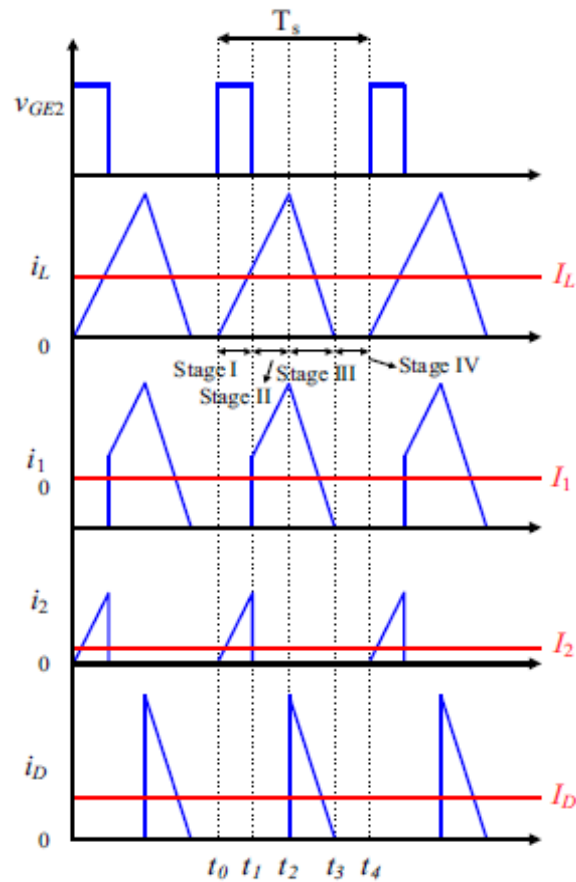 Ts
vGE2
iL
IL
0
Stage I
Stage II
Stage III
Stage IV
i1
0
I1
i2
I2
0
iD
ID
0
t0 t1 t2 t3 t4